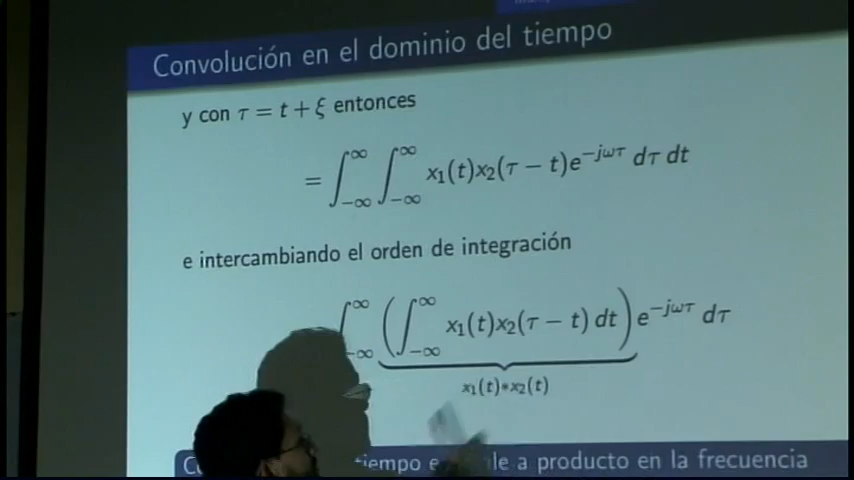 Convolución en el dominio del tiempo
y con τ = t + ξ entonces
= ∫_{-∞}^{∞} ∫_{-∞}^{∞} x₁(t)x₂(τ − t)e^{−jωτ} dτ dt
e intercambiando el orden de integración
∫_{-∞}^{∞} (∫_{-∞}^{∞} x₁(t)x₂(τ − t) dt) e^{−jωτ} dτ
x₁(t)∗x₂(t)
tiempo a producto en la frecuencia